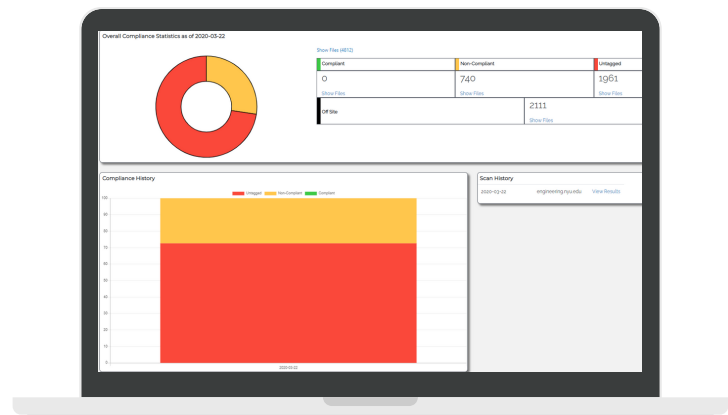 Overall Compliance Statistics as of 2020-03-22
Show Files (4812)
Compliant Non-Compliant Untagged
0 740 1961
Show Files Show Files Show Files
Off Site 2111
Show Files
Compliance History
Untagged Non-Compliant Compliant
100
90
80
70
60
50
40
30
20
10
0
2020-03-22
Scan History
2020-03-22 engineering.nyu.edu View Results